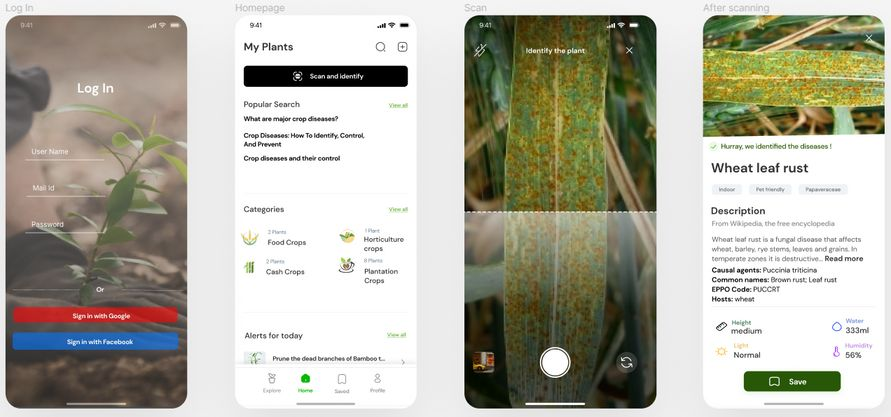 Log In
9:41
Log In
User Name
Mail Id
Password
Or
Sign in with Google
Sign in with Facebook
Homepage
9:41
My Plants
Scan and identify
Popular Search
View all
What are major crop diseases?
Crop Diseases: How To Identify, Control,
And Prevent
Crop diseases and their control
Categories
View all
2 Plants
Food Crops
1 Plant
Horticulture
crops
2 Plants
Cash Crops
8 Plants
Plantation
Crops
Alerts for today
View all
Prune the dead branches of Bamboo t...
Explore
Home
Saved
Profile
Scan
9:41
Identify the plant
After scanning
9:41
Hurray, we identified the diseases !
Wheat leaf rust
Indoor
Pet friendly
Papaveraceae
Description
From Wikipedia, the free encyclopedia
Wheat leaf rust is a fungal disease that affects
wheat, barley, rye stems, leaves and grains. In
temperate zones it is destructive... Read more
Causal agents: Puccinia triticina
Common names: Brown rust; Leaf rust
EPPO Code: PUCCRT
Hosts: wheat
Height
medium
Water
333ml
Light
Normal
Humidity
56%
Save